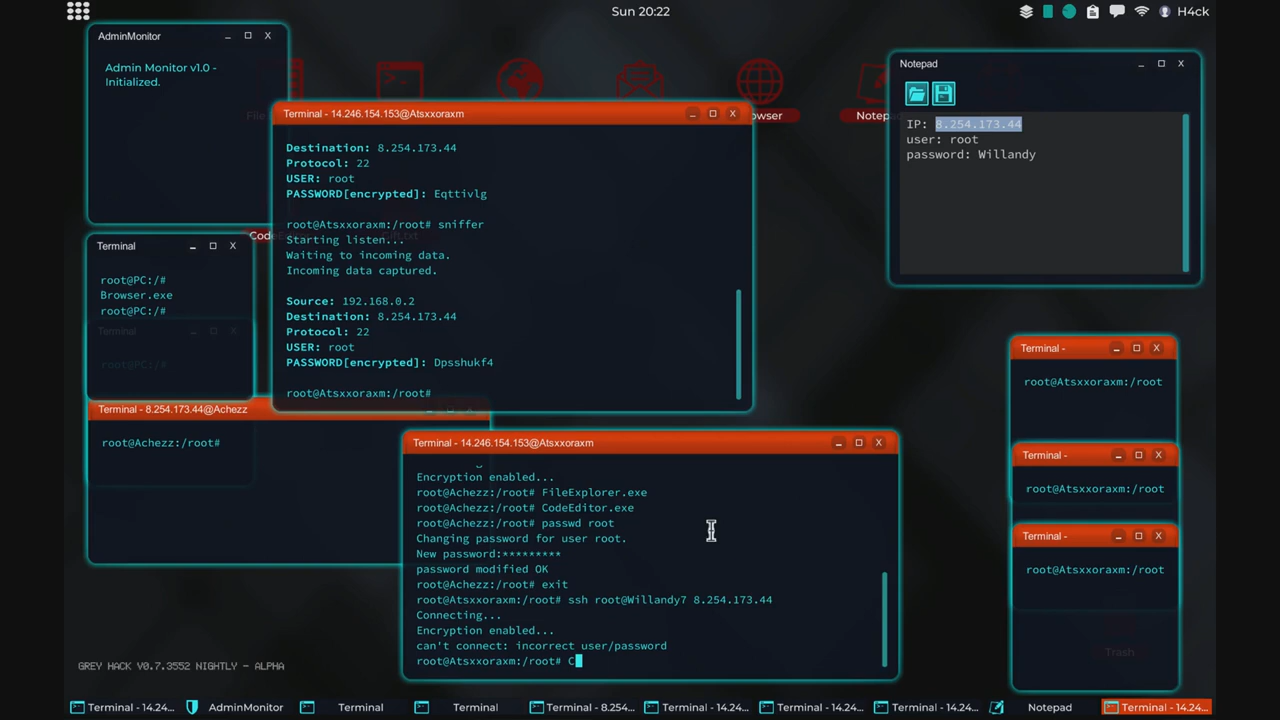 Sun 20:22
H4ck
AdminMonitor
Admin Monitor v1.0 -
Initialized.
Terminal - 14.246.154.153@Atsxxoraxm
Destination: 8.254.173.44
Protocol: 22
USER: root
PASSWORD[encrypted]: Eqttivlg
root@Atsxxoraxm:/root# sniffer
Starting listen...
Waiting to incoming data.
Incoming data captured.
Source: 192.168.0.2
Destination: 8.254.173.44
Protocol: 22
USER: root
PASSWORD[encrypted]: Dpsshukf4
root@Atsxxoraxm:/root#
Notepad
IP: 8.254.173.44
user: root
password: Willandy
Terminal
root@PC:/#
Browser.exe
root@PC:/#
Terminal
root@PC:/#
Terminal - 8.254.173.44@Achezz
root@Achezz:/root#
Terminal - 14.246.154.153@Atsxxoraxm
Encryption enabled...
root@Achezz:/root# FileExplorer.exe
root@Achezz:/root# CodeEditor.exe
root@Achezz:/root# passwd root
Changing password for user root.
New password:*********
password modified OK
root@Achezz:/root# exit
root@Atsxxoraxm:/root# ssh root@Willandy7 8.254.173.44
Connecting...
Encryption enabled...
can't connect: incorrect user/password
root@Atsxxoraxm:/root# C
Terminal -
root@Atsxxoraxm:/root
Terminal -
root@Atsxxoraxm:/root
Terminal -
root@Atsxxoraxm:/root
Trash
GREY HACK V0.7.3552 NIGHTLY - ALPHA
Terminal - 14.24...
AdminMonitor
Terminal
Terminal
Terminal - 8.254...
Terminal - 14.24...
Terminal - 14.24...
Terminal - 14.24...
Notepad
Terminal - 14.24...